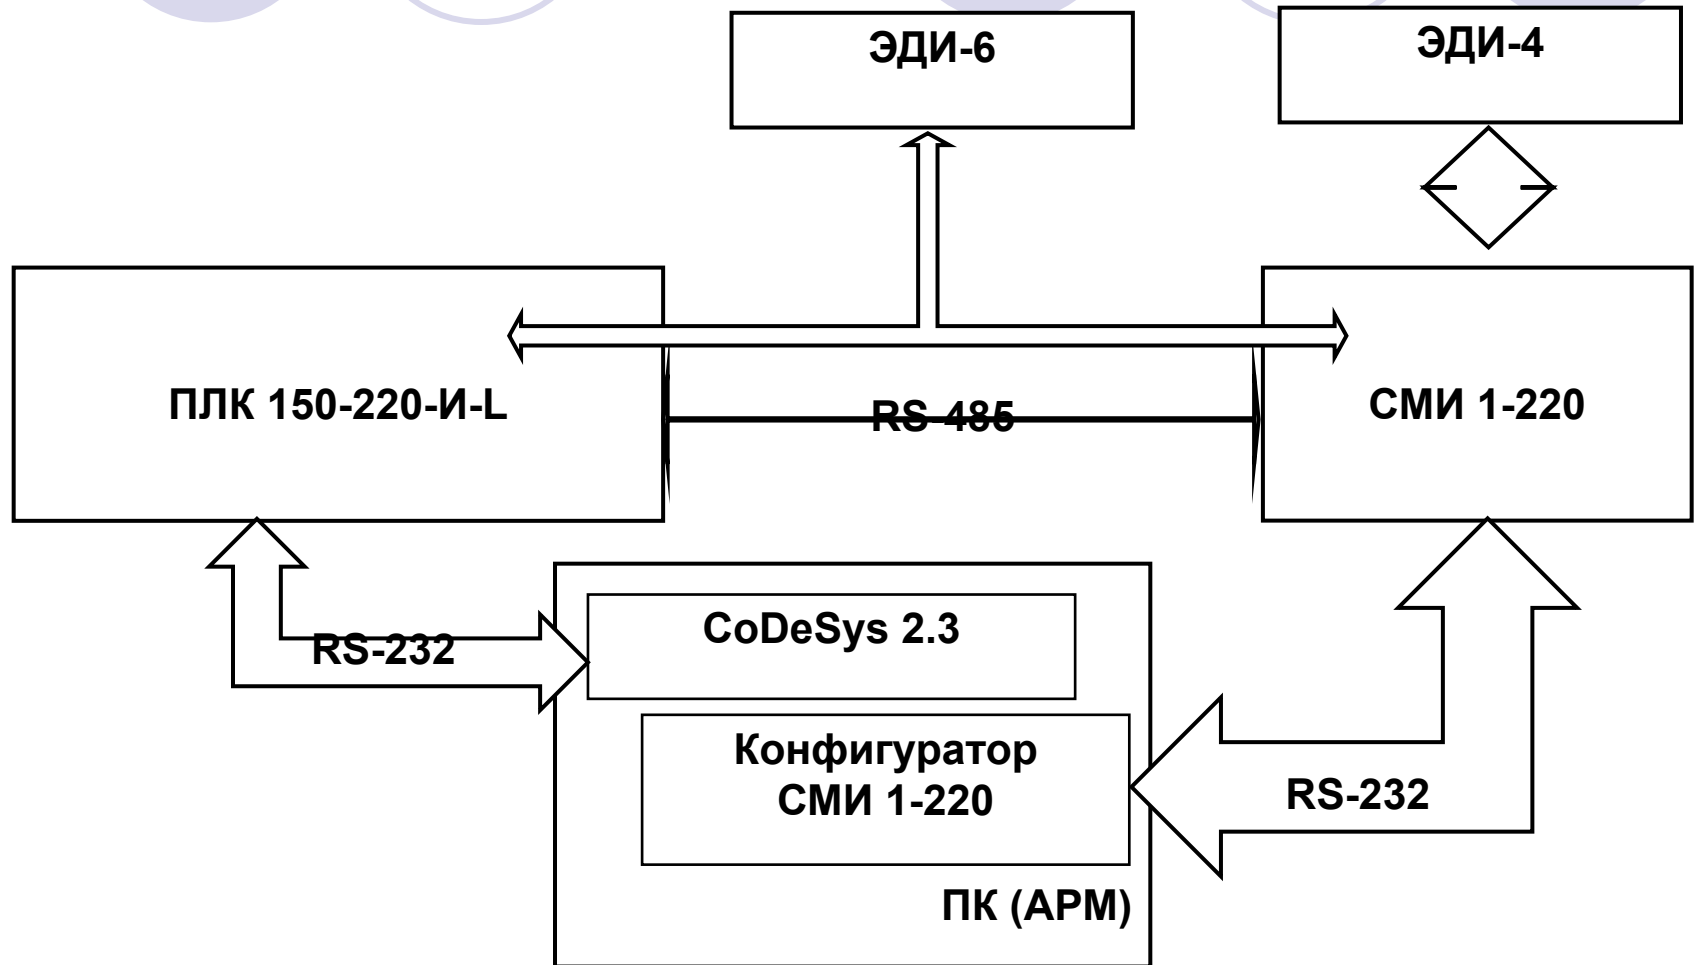 ЭДИ-6
ЭДИ-4
ПЛК 150-220-И-L
RS-485
СМИ 1-220
RS-232
CoDeSys 2.3
Конфигуратор
СМИ 1-220
RS-232
ПК (АРМ)